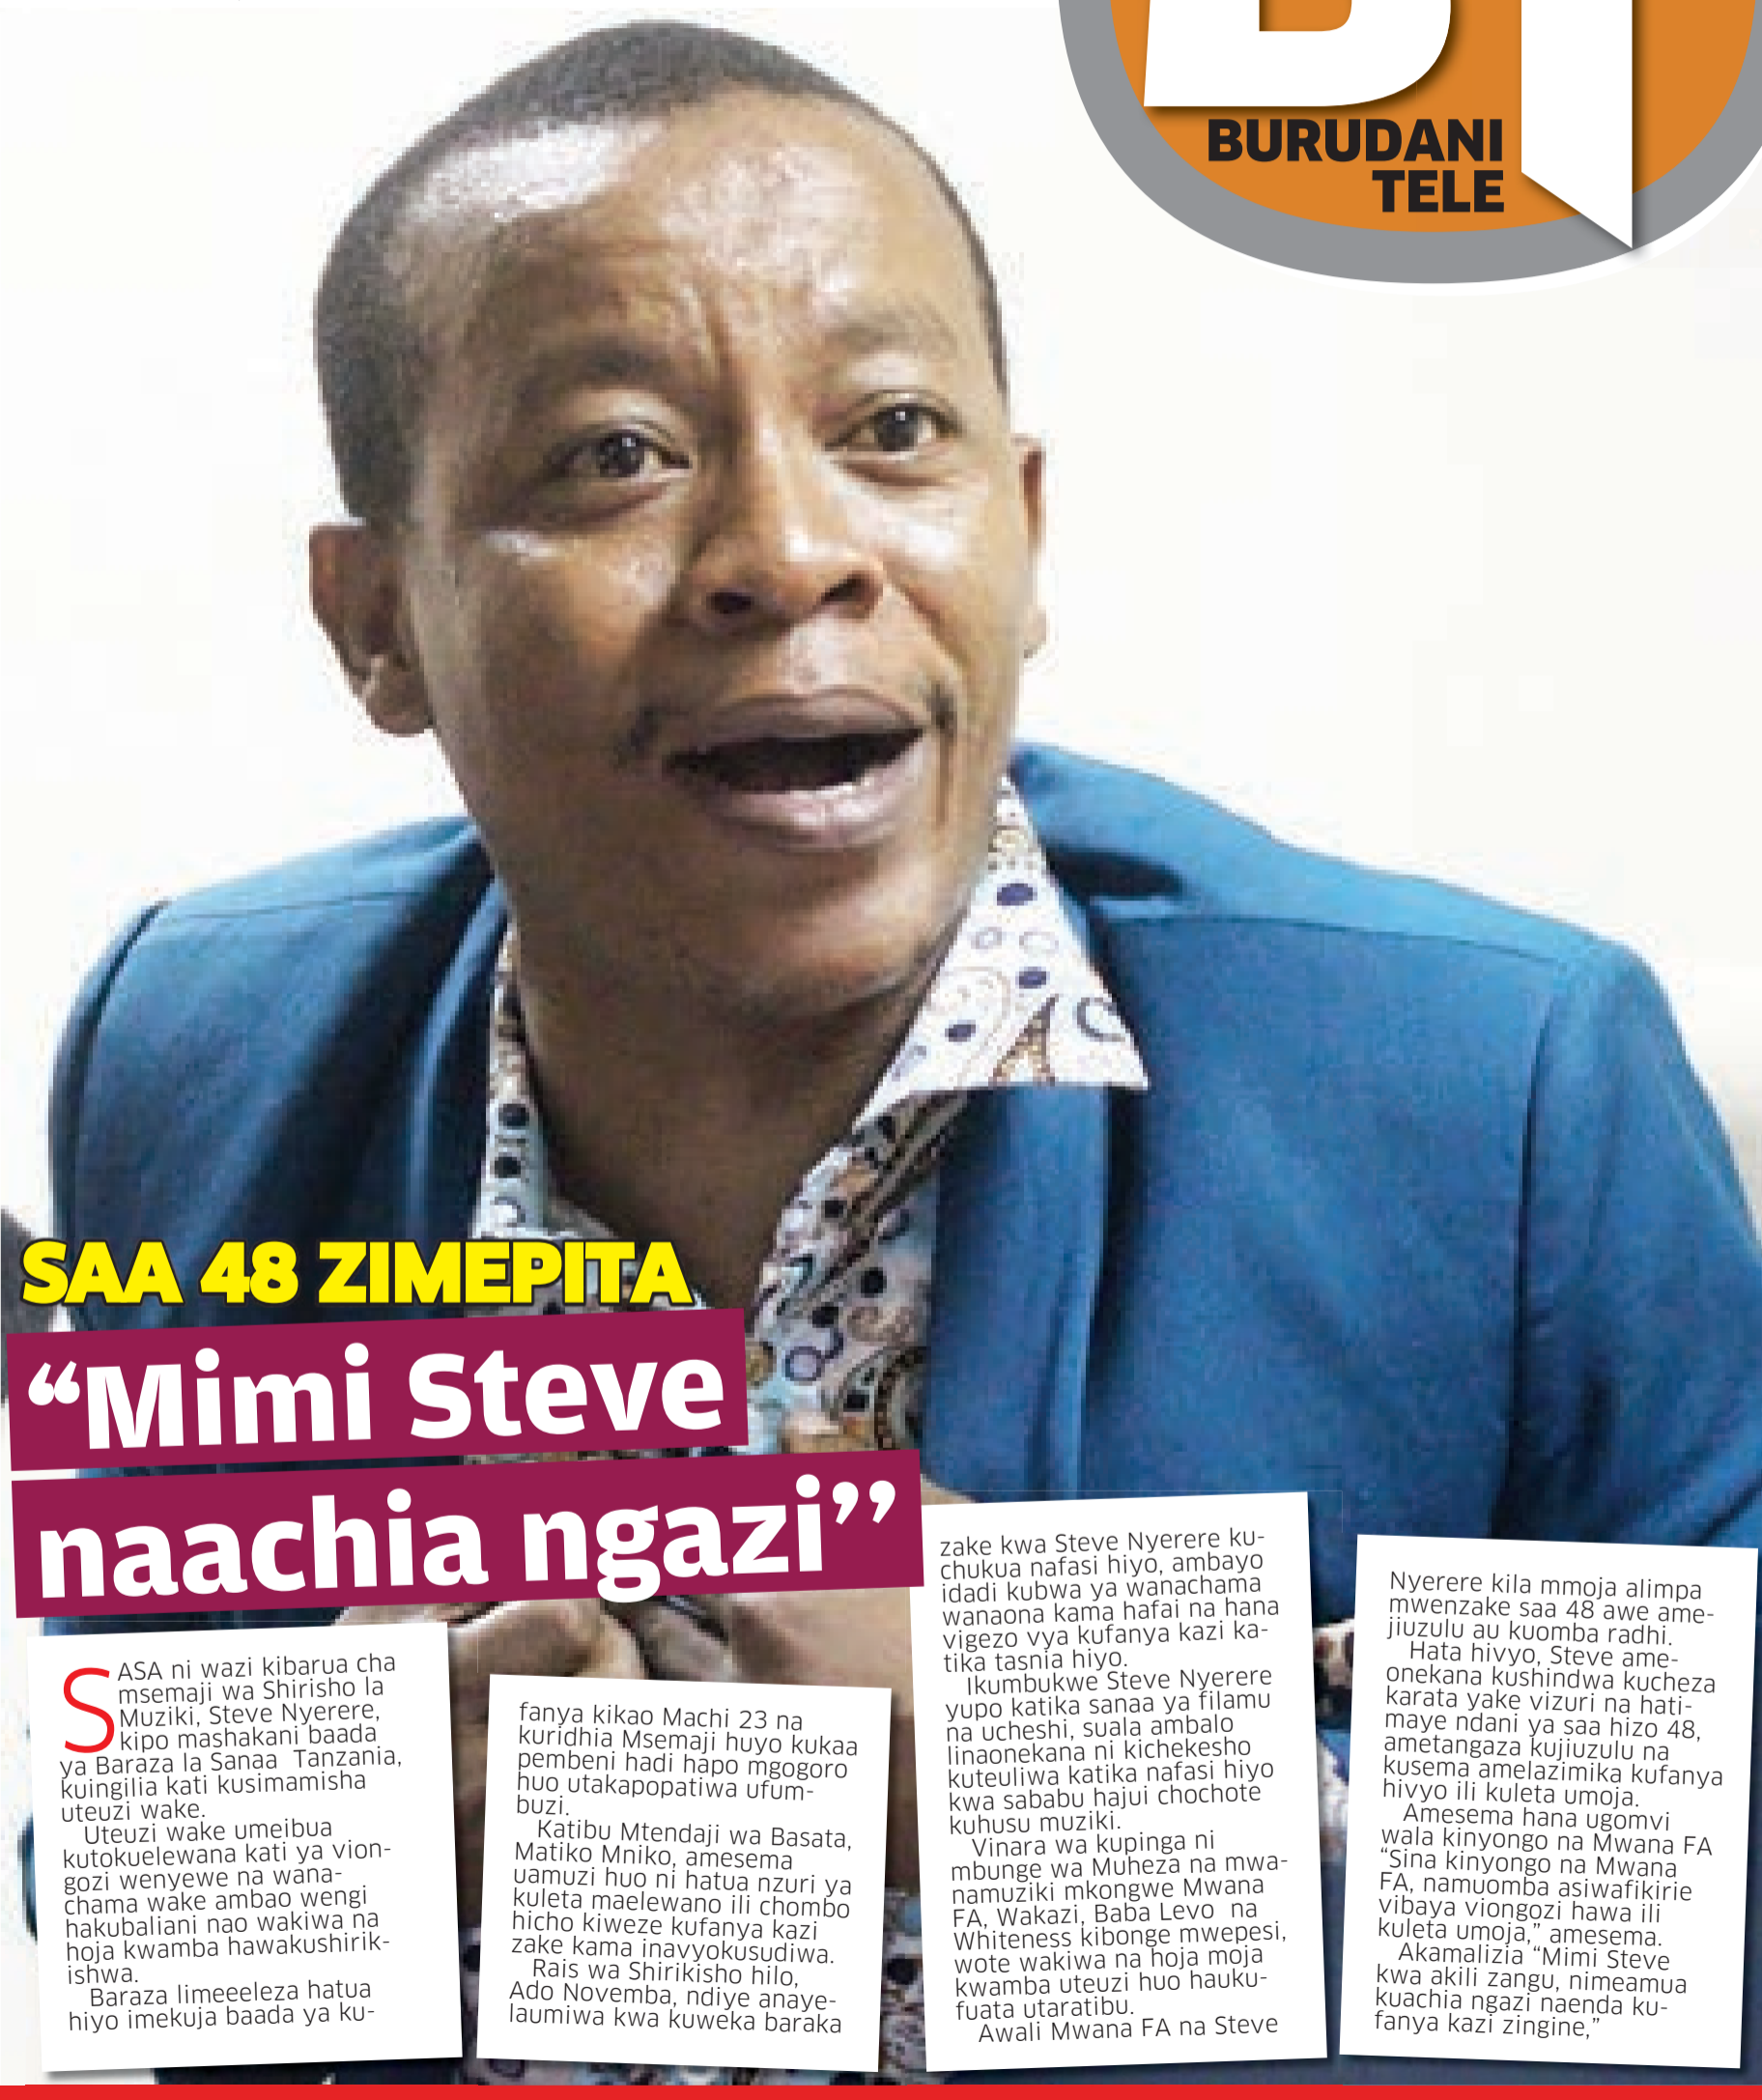 BT
BURUDANI
TELE
SAA 48 ZIMEPITA
“Mimi Steve
naachia ngazi’’
SASA ni wazi kibarua cha
msemaji wa Shirisho la
Muziki, Steve Nyerere,
kipo mashakani baada
ya Baraza la Sanaa Tanzania,
kuingilia kati kusimamisha
uteuzi wake.
Uteuzi wake umeibua
kutokuelewana kati ya vion-
gozi wenyewe na wana-
chama wake ambao wengi
hakubaliani nao wakiwa na
hoja kwamba hawakushirik-
ishwa.
Baraza limeeeleza hatua
hiyo imekuja baada ya ku-
fanya kikao Machi 23 na
kuridhia Msemaji huyo kukaa
pembeni hadi hapo mgogoro
huo utakapopatiwa ufum-
buzi.
Katibu Mtendaji wa Basata,
Matiko Mniko, amesema
uamuzi huo ni hatua nzuri ya
kuleta maelewano ili chombo
hicho kiweze kufanya kazi
zake kama inavyokusudiwa.
Rais wa Shirikisho hilo,
Ado Novemba, ndiye anaye-
laumiwa kwa kuweka baraka
zake kwa Steve Nyerere ku-
chukua nafasi hiyo, ambayo
idadi kubwa ya wanachama
wanaona kama hafai na hana
vigezo vya kufanya kazi ka-
tika tasnia hiyo.
Ikumbukwe Steve Nyerere
yupo katika sanaa ya filamu
na ucheshi, suala ambalo
linaonekana ni kichekesho
kuteuliwa katika nafasi hiyo
kwa sababu hajui chochote
kuhusu muziki.
Vinara wa kupinga ni
mbunge wa Muheza na mwa-
namuziki mkongwe Mwana
FA, Wakazi, Baba Levo na
Whiteness kibonge mwepesi,
wote wakiwa na hoja moja
kwamba uteuzi huo hauku-
fuata utaratibu.
Awali Mwana FA na Steve
Nyerere kila mmoja alimpa
mwenzake saa 48 awe ame-
jiuzulu au kuomba radhi.
Hata hivyo, Steve ame-
onekana kushindwa kucheza
karata yake vizuri na hati-
maye ndani ya saa hizo 48,
ametangaza kujiuzulu na
kusema amelazimika kufanya
hivyo ili kuleta umoja.
Amesema hana ugomvi
wala kinyongo na Mwana FA
“Sina kinyongo na Mwana
FA, namuomba asiwafikirie
vibaya viongozi hawa ili
kuleta umoja,” amesema.
Akamalizia “Mimi Steve
kwa akili zangu, nimeamua
kuachia ngazi naenda ku-
fanya kazi zingine,”